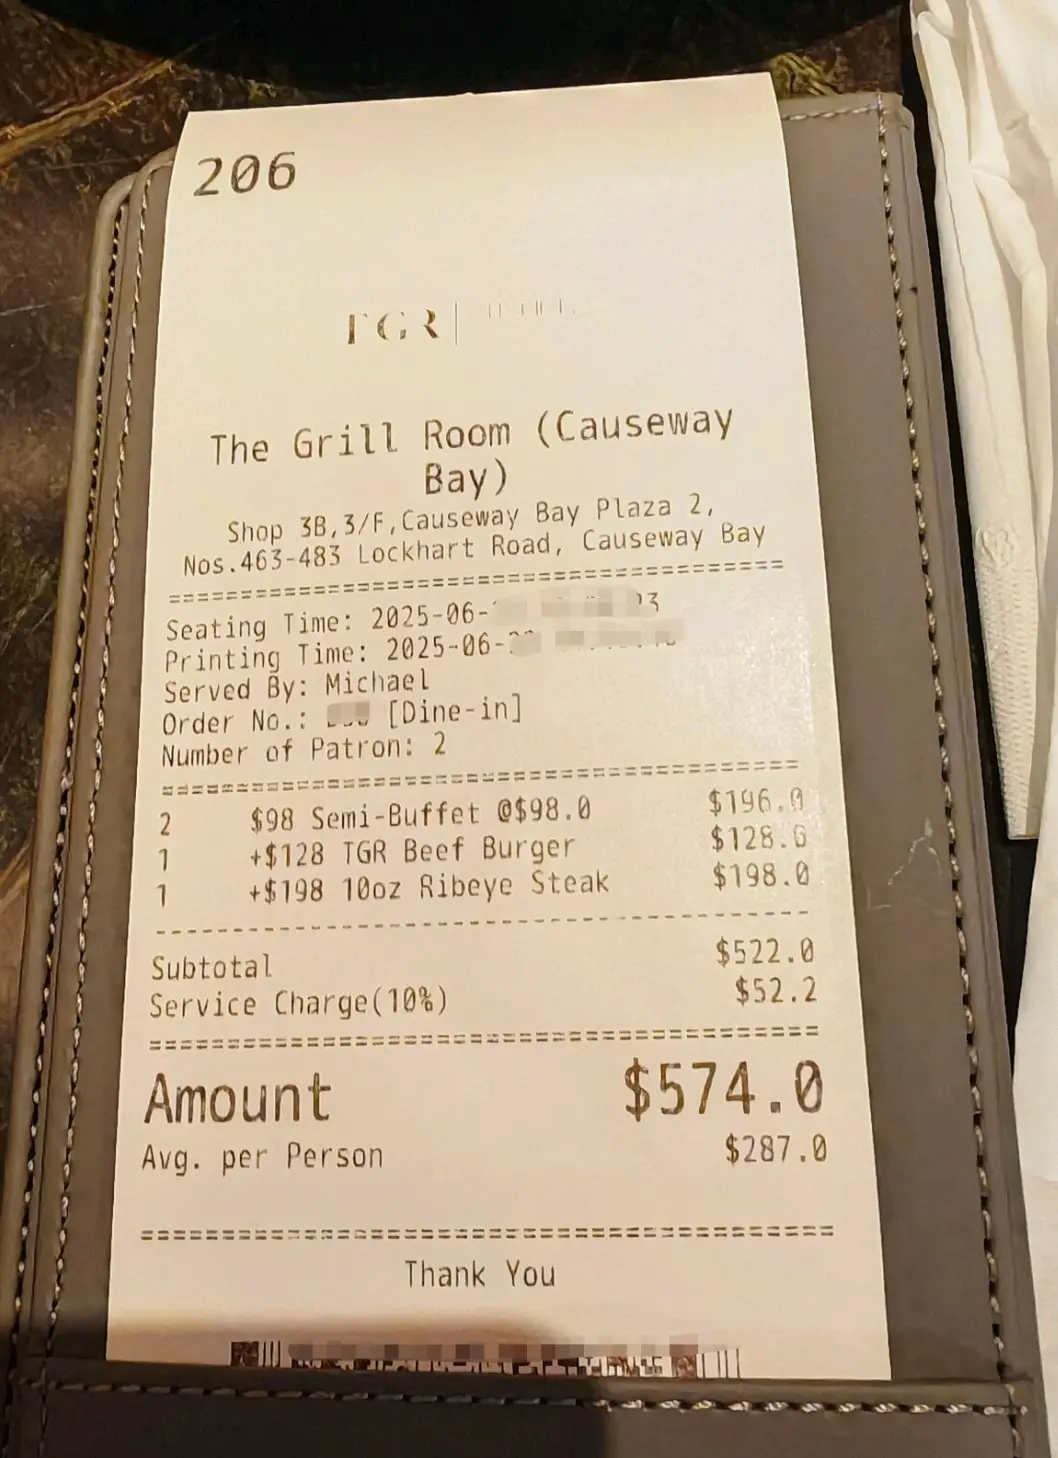 206
TGR
The Grill Room (Causeway
Bay)
Shop 3B,3/F,Causeway Bay Plaza 2,
Nos.463-483 Lockhart Road, Causeway Bay
Seating Time: 2025-06-
Printing Time: 2025-06-
Served By: Michael
Order No.: [Dine-in]
Number of Patron: 2
2 $98 Semi-Buffet @$98.0 $196.0
1 +$128 TGR Beef Burger $128.0
1 +$198 10oz Ribeye Steak $198.0
Subtotal $522.0
Service Charge(10%) $52.2
Amount $574.0
Avg. per Person $287.0
Thank You